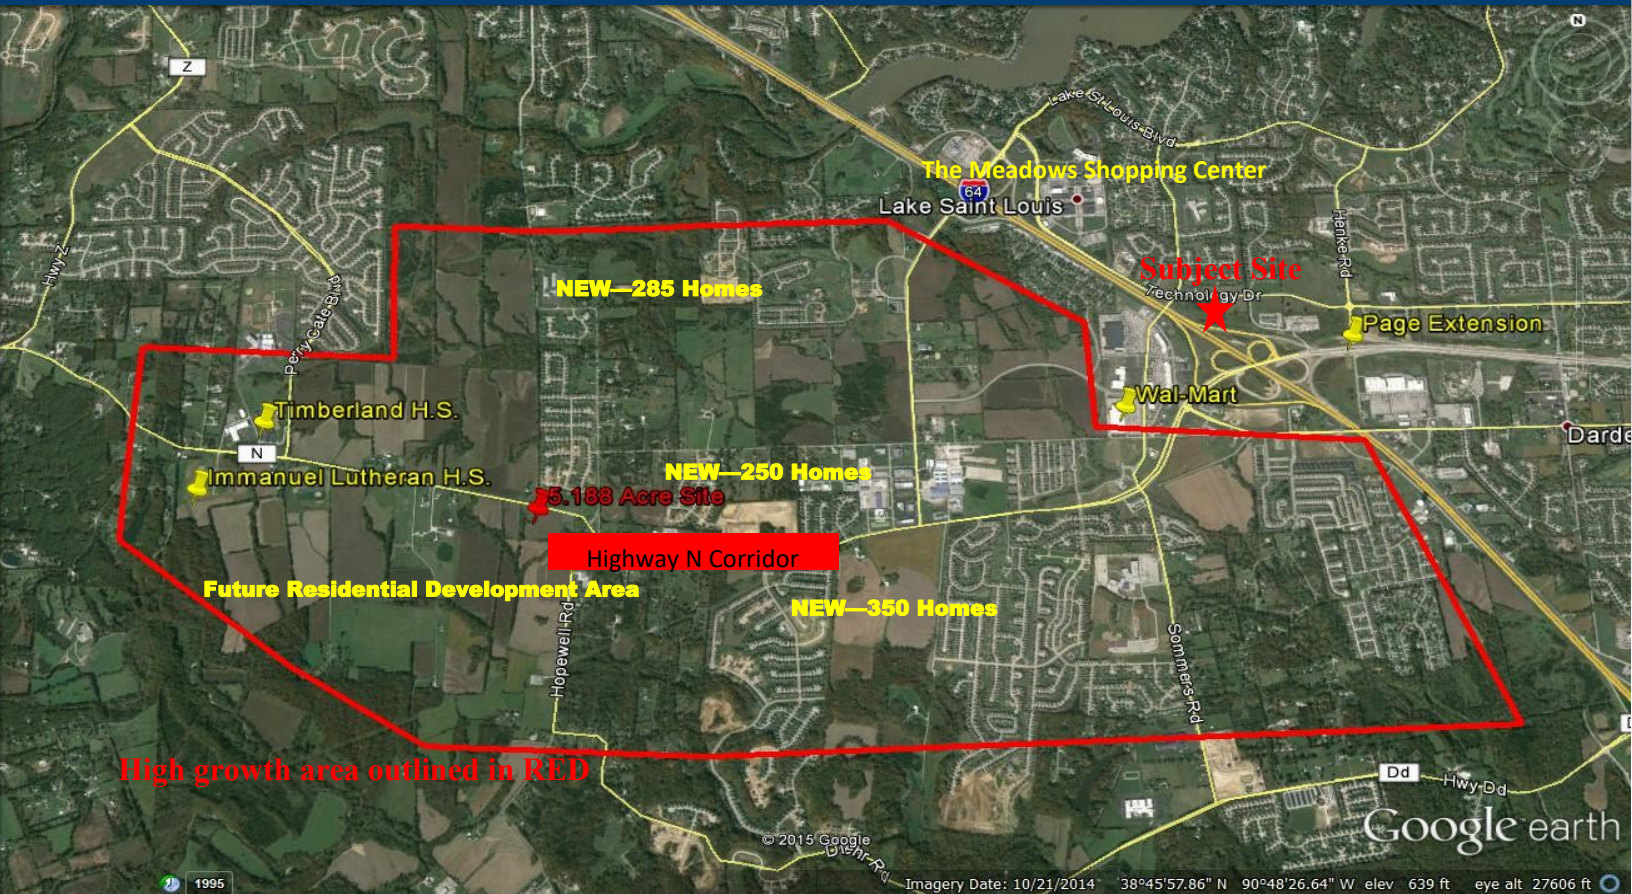 N
Z
Lake St Louis Blvd
The Meadows Shopping Center
64
Lake Saint Louis
Henke Rd
Hwy Z
Subject Site
Technology Dr
NEW—285 Homes
Perry Cate Blvd
Page Extension
Wal-Mart
Timberland H.S.
Darde
N
Immanuel Lutheran H.S.
NEW—250 Homes
5.188 Acre Site
Highway N Corridor
Future Residential Development Area
NEW—350 Homes
Hopewell Rd
Sommers Rd
D
High growth area outlined in RED
Dd
Hwy Dd
Google earth
© 2015 Google
Diehr Rd
1995
Imagery Date: 10/21/2014 38°45'57.86" N 90°48'26.64" W elev 639 ft eye alt 27606 ft